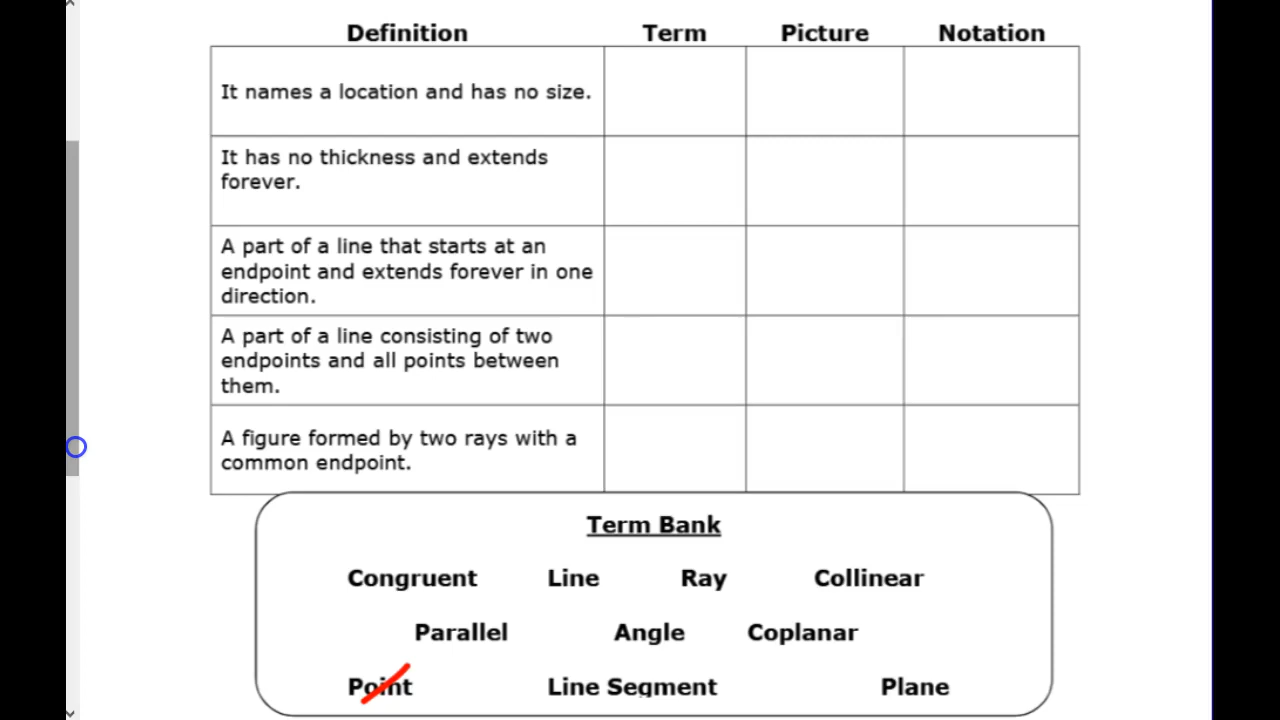 Definition Term Picture Notation
It names a location and has no size.
It has no thickness and extends
forever.
A part of a line that starts at an
endpoint and extends forever in one
direction.
A part of a line consisting of two
endpoints and all points between
them.
A figure formed by two rays with a
common endpoint.
Term Bank
Congruent Line Ray Collinear
Parallel Angle Coplanar
Point Line Segment Plane